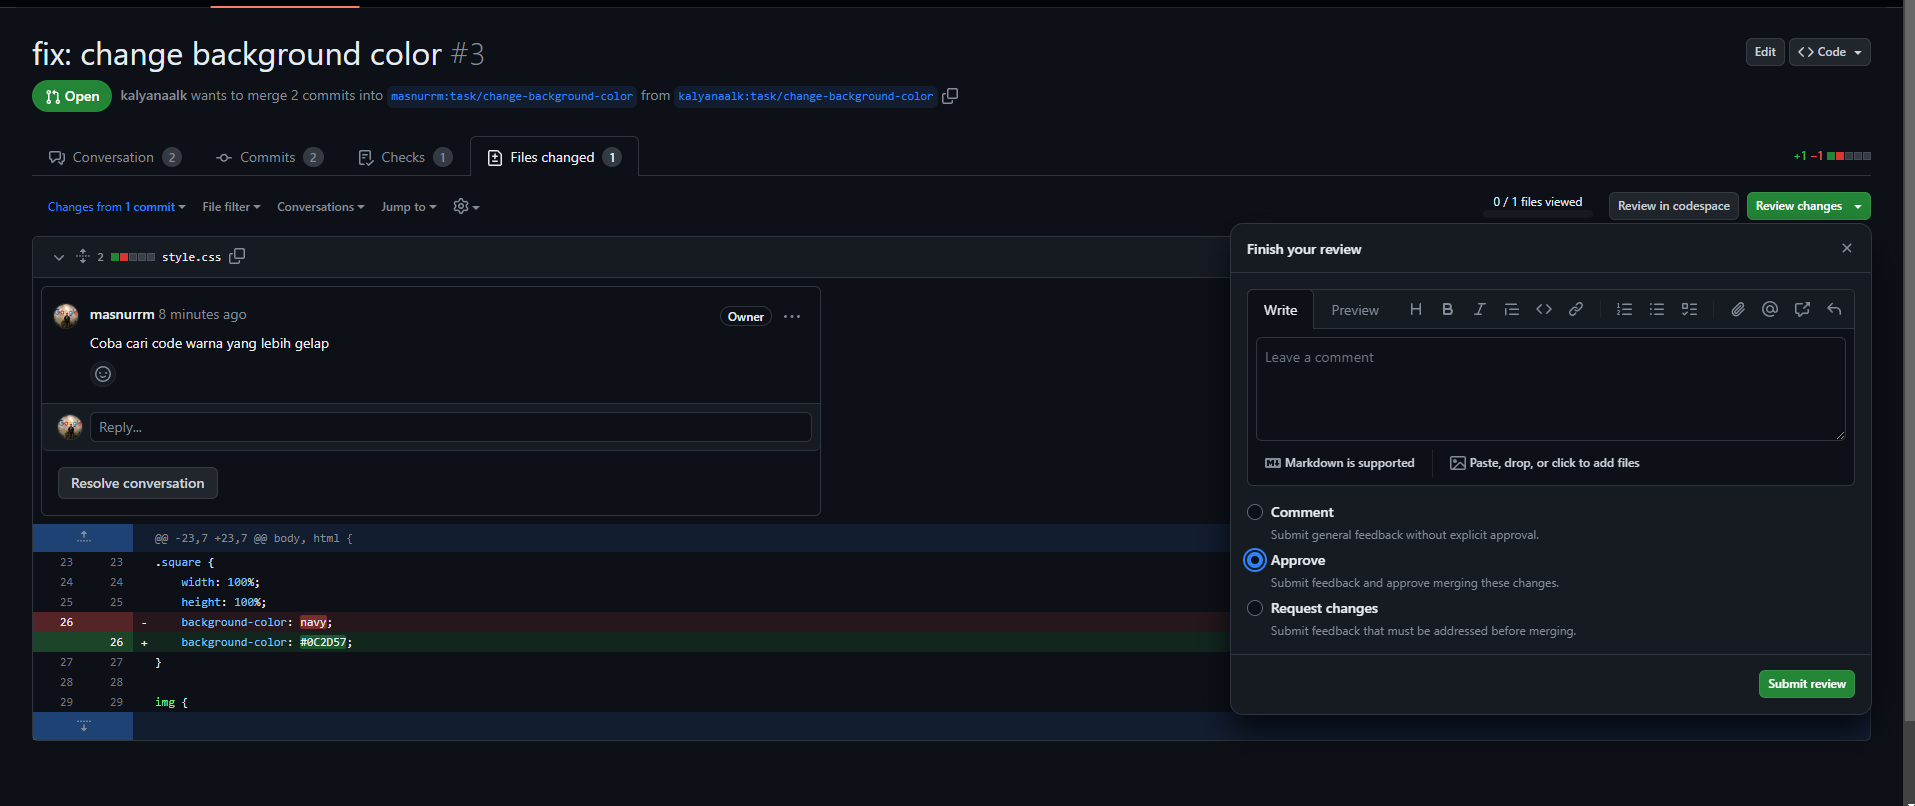 fix: change background color #3
Edit
Code
Open
kalyanaalk wants to merge 2 commits into masnurrm:task/change-background-color from kalyanaalk:task/change-background-color
Conversation 2
Commits 2
Checks 1
Files changed 1
+1 −1
Changes from 1 commit
File filter
Conversations
Jump to
0 / 1 files viewed
Review in codespace
Review changes
2 style.css
masnurrm 8 minutes ago
Owner
Coba cari code warna yang lebih gelap
Reply...
Resolve conversation
@@ -23,7 +23,7 @@ body, html {
23 23 .square {
24 24 width: 100%;
25 25 height: 100%;
26 - background-color: navy;
26 + background-color: #0C2D57;
27 27 }
28 28
29 29 img {
Finish your review
Write
Preview
Leave a comment
Markdown is supported
Paste, drop, or click to add files
Comment
Submit general feedback without explicit approval.
Approve
Submit feedback and approve merging these changes.
Request changes
Submit feedback that must be addressed before merging.
Submit review